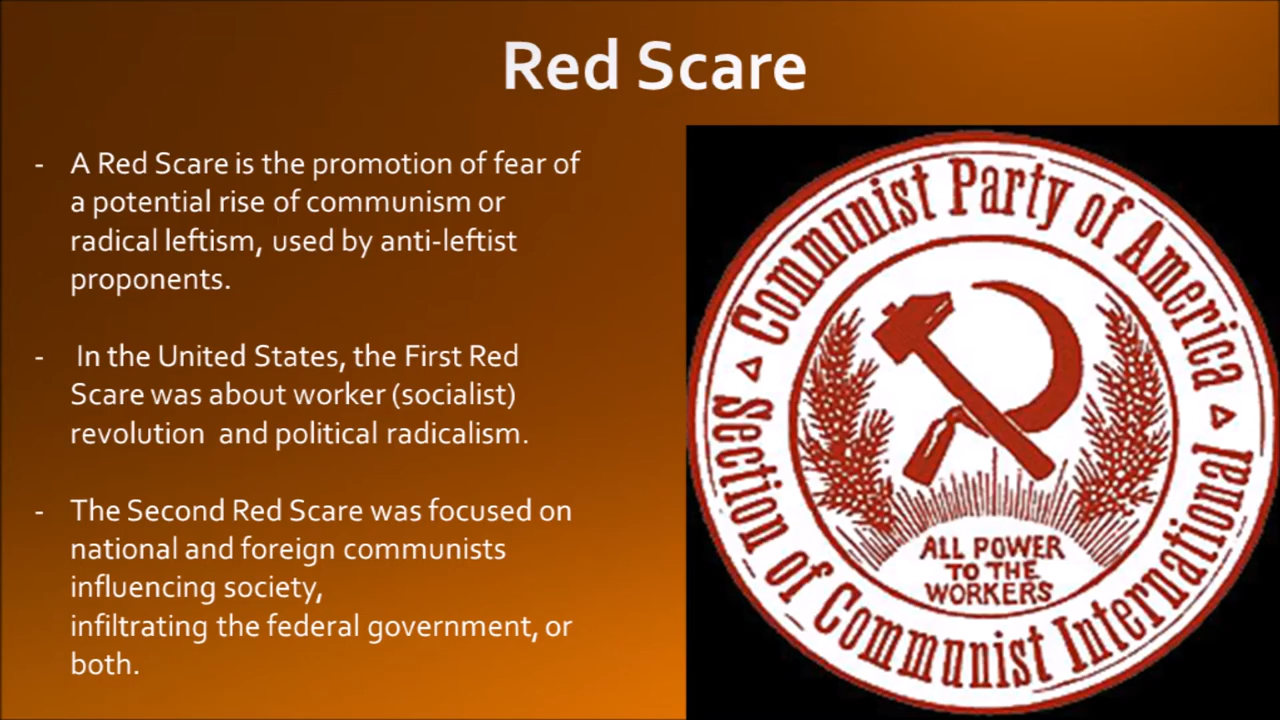 Red Scare
- A Red Scare is the promotion of fear of
a potential rise of communism or
radical leftism, used by anti-leftist
proponents.
- In the United States, the First Red
Scare was about worker (socialist)
revolution and political radicalism.
- The Second Red Scare was focused on
national and foreign communists
influencing society,
infiltrating the federal government, or
both.
Communist Party of America
Section of Communist International
ALL POWER
TO THE
WORKERS